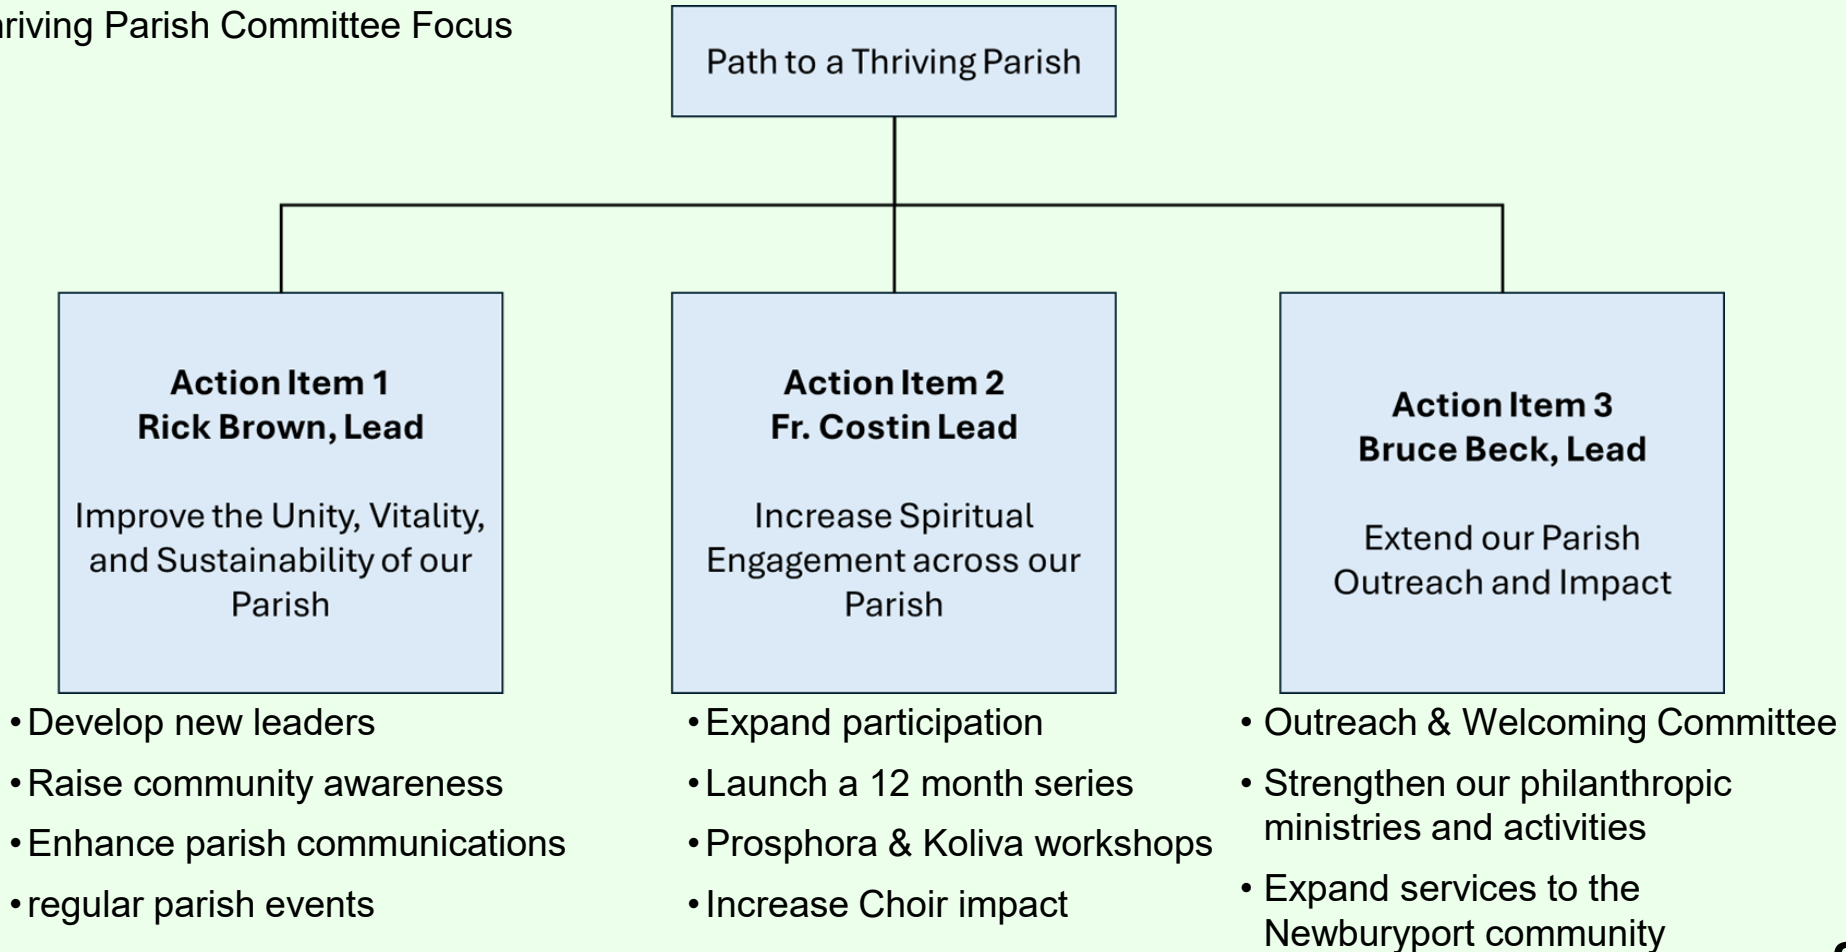 riving Parish Committee Focus
Path to a Thriving Parish
Action Item 1
Rick Brown, Lead
Improve the Unity, Vitality,
and Sustainability of our
Parish
Action Item 2
Fr. Costin Lead
Increase Spiritual
Engagement across our
Parish
Action Item 3
Bruce Beck, Lead
Extend our Parish
Outreach and Impact
• Develop new leaders
• Raise community awareness
• Enhance parish communications
• regular parish events
• Expand participation
• Launch a 12 month series
• Prosphora & Koliva workshops
• Increase Choir impact
• Outreach & Welcoming Committee
• Strengthen our philanthropic
ministries and activities
• Expand services to the
Newburyport community